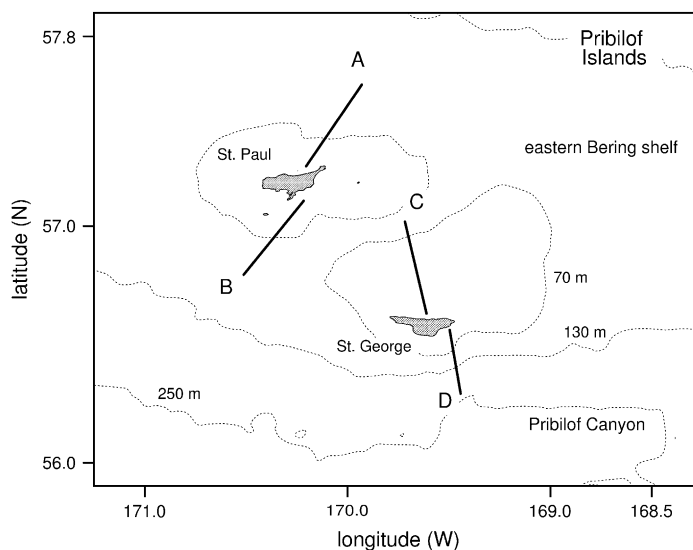 57.8
A
Pribilof
Islands
St. Paul
eastern Bering shelf
C
57.0
latitude (N)
B
70 m
130 m
St. George
250 m
D
Pribilof Canyon
56.0
171.0
170.0
169.0
168.5
longitude (W)